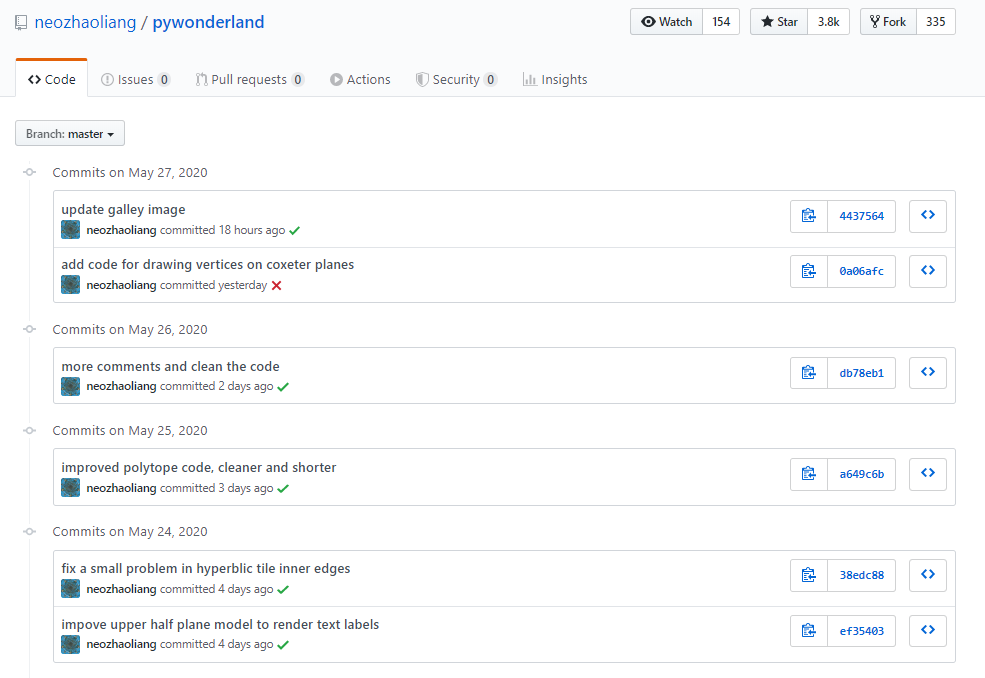 neozhaoliang / pywonderland Watch 154 Star 3.8k Fork 335
Code Issues 0 Pull requests 0 Actions Security 0 Insights
Branch: master
Commits on May 27, 2020
update galley image
neozhaoliang committed 18 hours ago 4437564
add code for drawing vertices on coxeter planes
neozhaoliang committed yesterday 0a06afc
Commits on May 26, 2020
more comments and clean the code
neozhaoliang committed 2 days ago db78eb1
Commits on May 25, 2020
improved polytope code, cleaner and shorter
neozhaoliang committed 3 days ago a649c6b
Commits on May 24, 2020
fix a small problem in hyperblic tile inner edges
neozhaoliang committed 4 days ago 38edc88
impove upper half plane model to render text labels
neozhaoliang committed 4 days ago ef35403